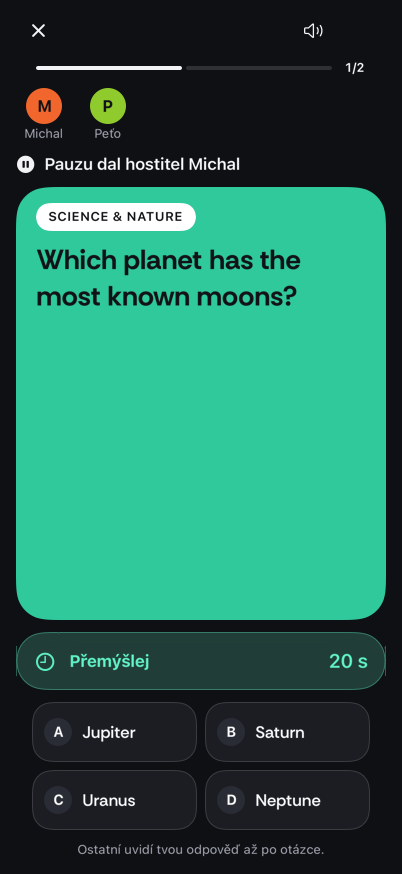 1/2
M
P
Michal
Peťo
Pauzu dal hostitel Michal
SCIENCE & NATURE
Which planet has the
most known moons?
Přemýšlej
20 s
A Jupiter
B Saturn
C Uranus
D Neptune
Ostatní uvidí tvou odpověď až po otázce.